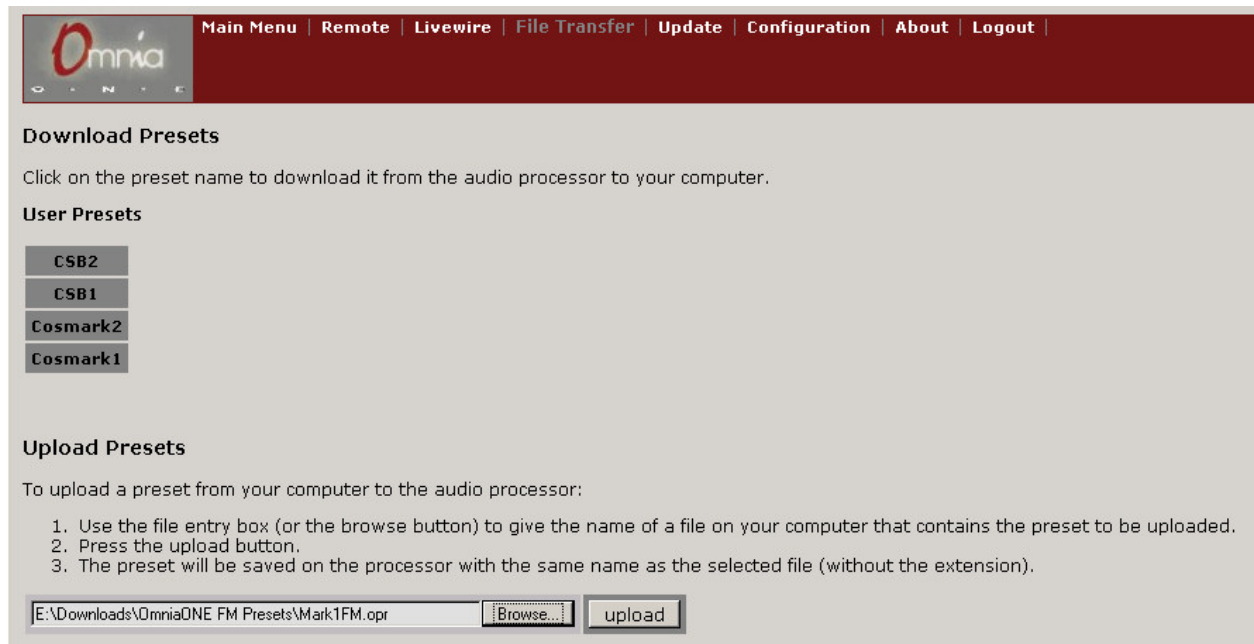 Omnia
O · N · E
Main Menu | Remote | Livewire | File Transfer | Update | Configuration | About | Logout |
Download Presets
Click on the preset name to download it from the audio processor to your computer.
User Presets
CSB2
CSB1
Cosmark2
Cosmark1
Upload Presets
To upload a preset from your computer to the audio processor:
1. Use the file entry box (or the browse button) to give the name of a file on your computer that contains the preset to be uploaded.
2. Press the upload button.
3. The preset will be saved on the processor with the same name as the selected file (without the extension).
E:\Downloads\OmniaONE FM Presets\Mark1FM.opr Browse... upload